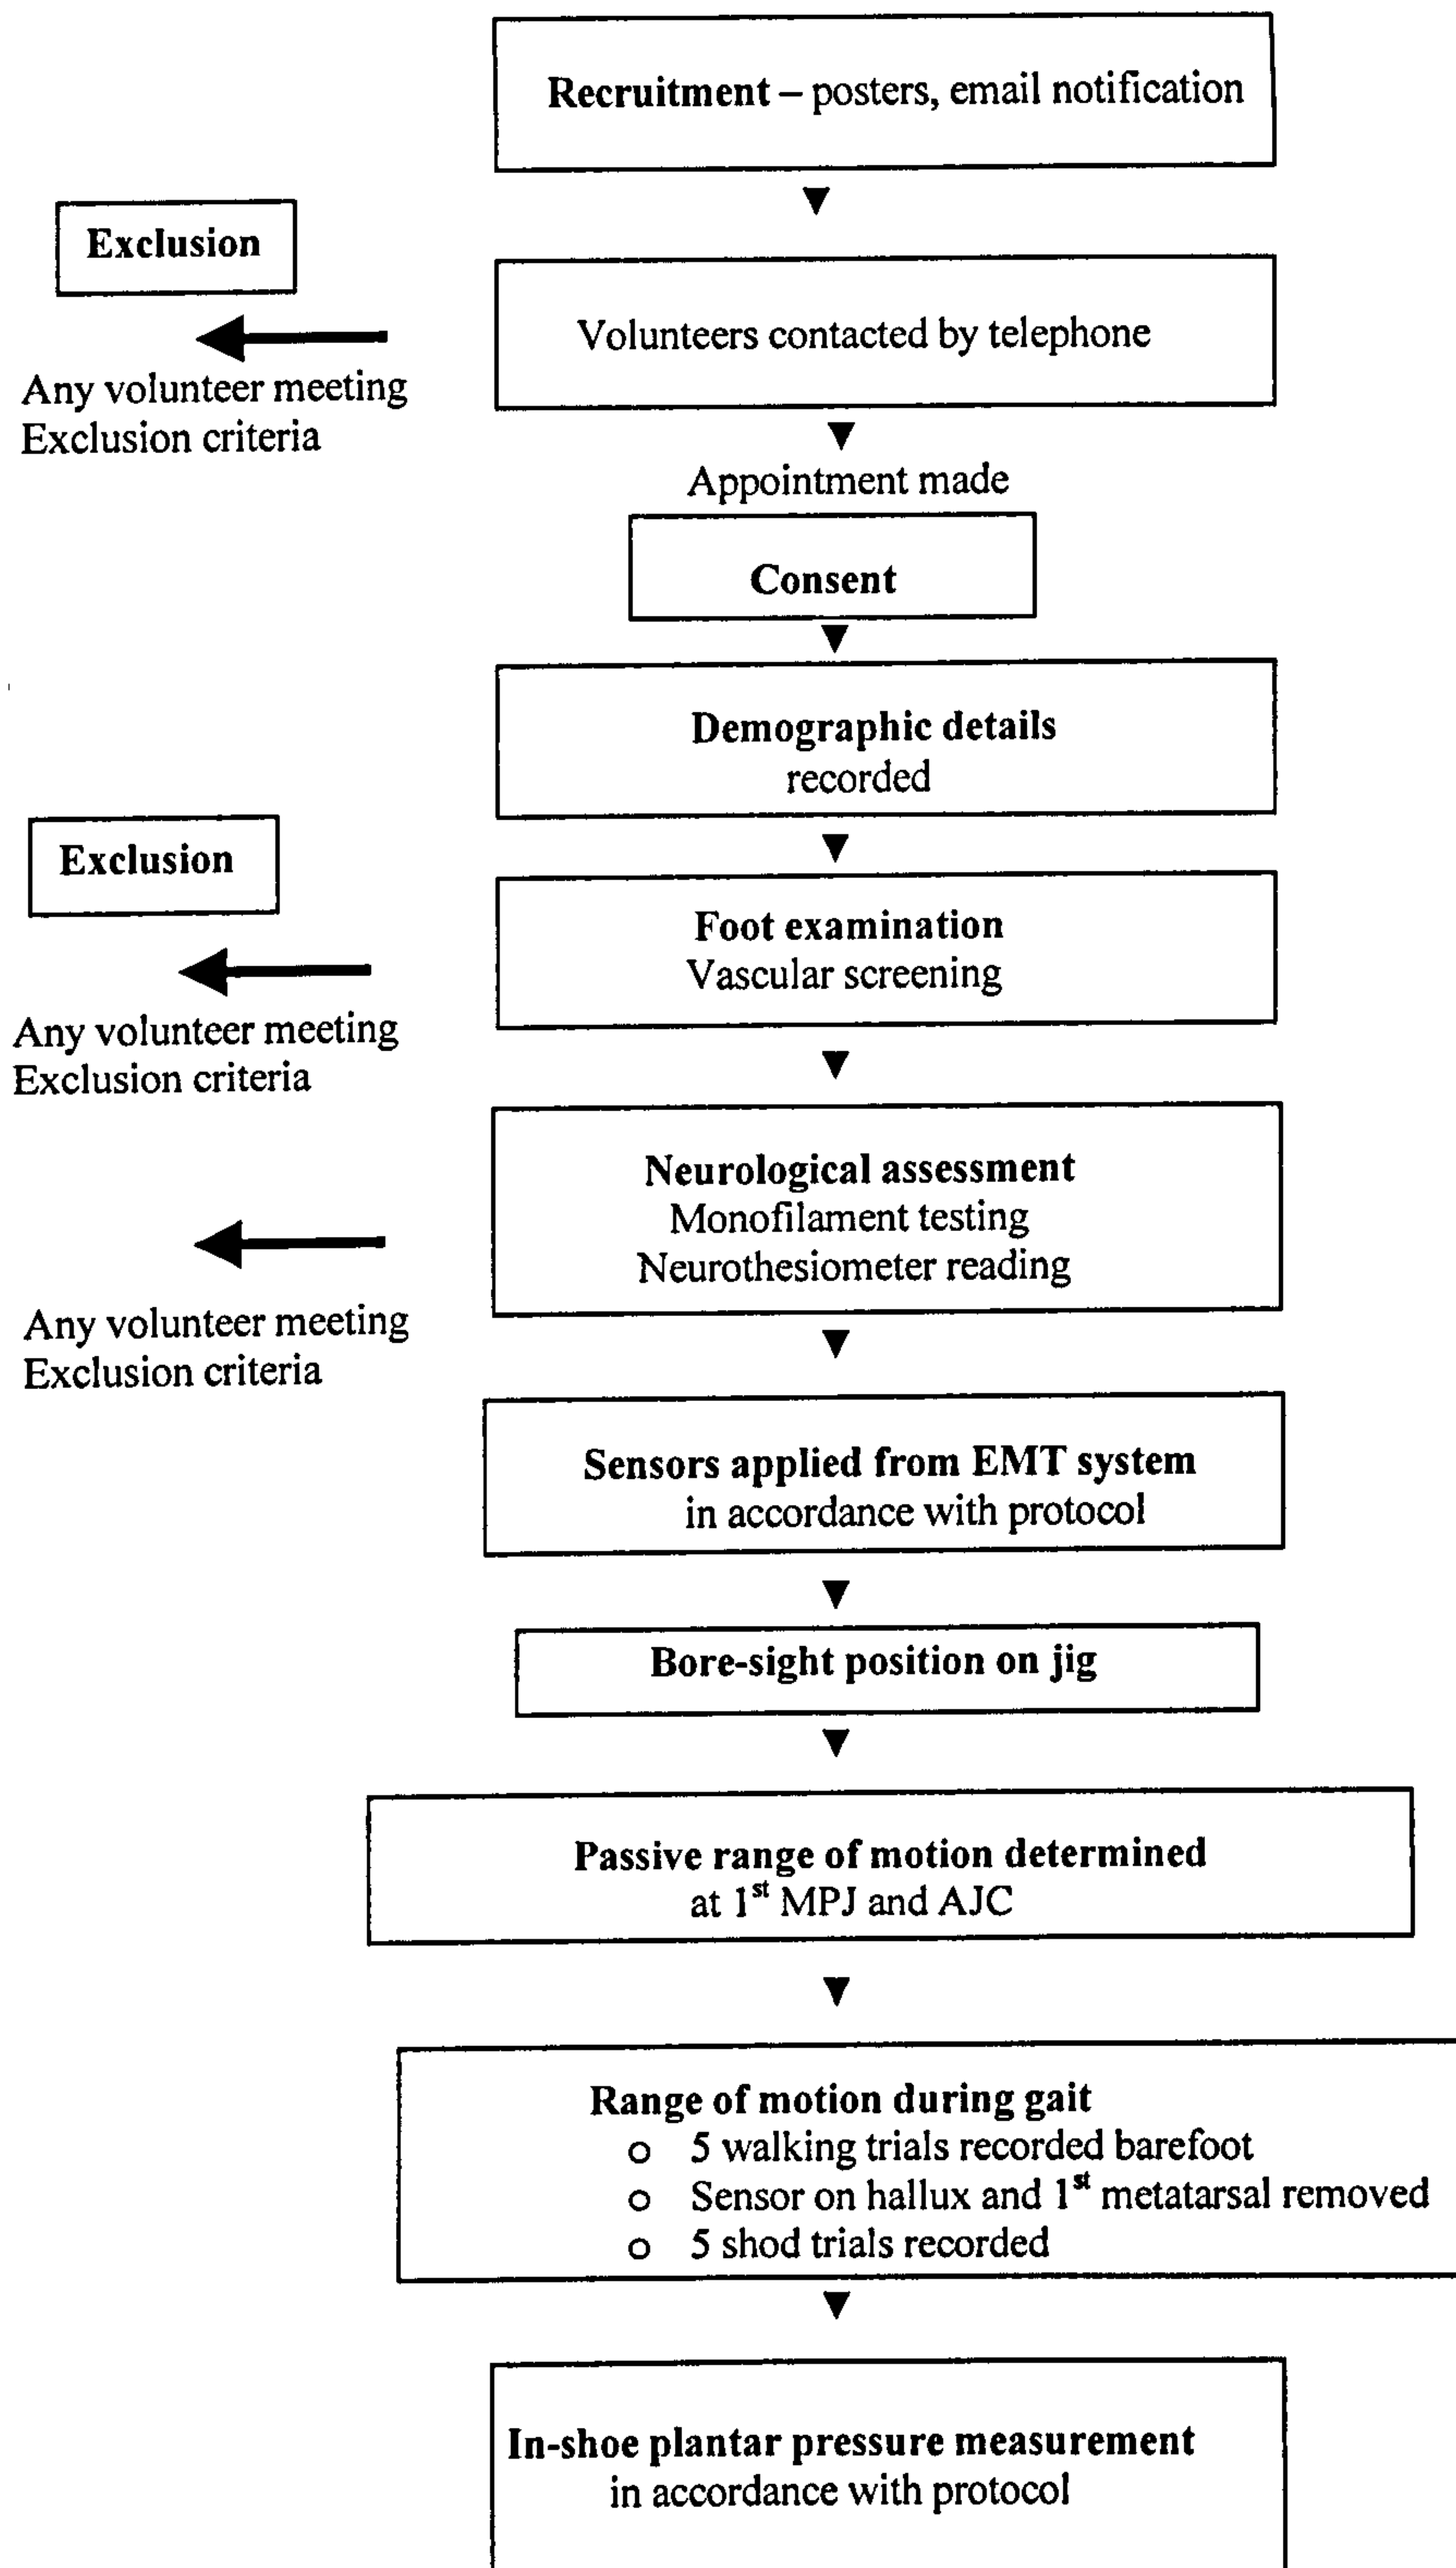 Recruitment – posters, email notification
Exclusion
Volunteers contacted by telephone
Any volunteer meeting
Exclusion criteria
Appointment made
Consent
Demographic details
recorded
Exclusion
Foot examination
Vascular screening
Any volunteer meeting
Exclusion criteria
Neurological assessment
Monofilament testing
Neurothesiometer reading
Any volunteer meeting
Exclusion criteria
Sensors applied from EMT system
in accordance with protocol
Bore-sight position on jig
Passive range of motion determined
at 1st MPJ and AJC
Range of motion during gait
o 5 walking trials recorded barefoot
o Sensor on hallux and 1st metatarsal removed
o 5 shod trials recorded
In-shoe plantar pressure measurement
in accordance with protocol